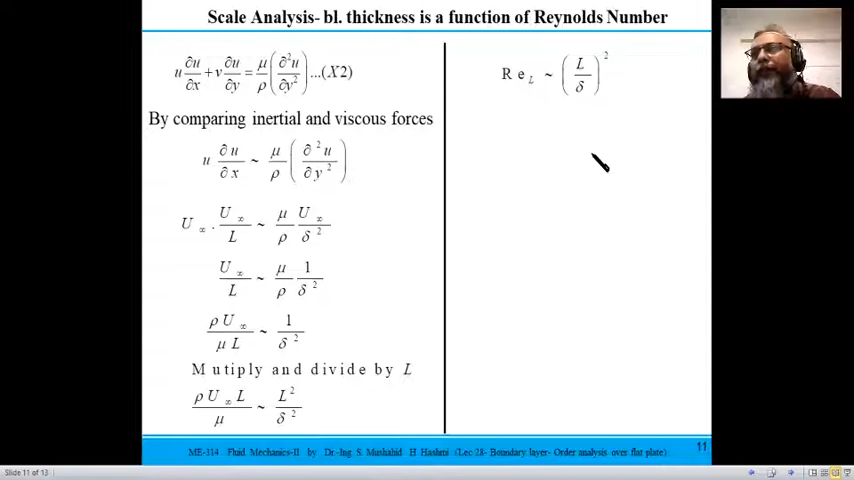 Scale Analysis- bl. thickness is a function of Reynolds Number
u ∂u/∂x + v ∂u/∂y = μ/ρ (∂²u/∂y²) ...(X2)
By comparing inertial and viscous forces
u ∂u/∂x ~ μ/ρ (∂²u/∂y²)
U∞ . U∞/L ~ μ/ρ U∞/δ²
U∞/L ~ μ/ρ 1/δ²
ρU∞/μL ~ 1/δ²
Mutiply and divide by L
ρU∞L/μ ~ L²/δ²
Re_L ~ (L/δ)²
ME-314 Fluid Mechanics-II by Dr.-Ing. S. Mushahid H Hashmi (Lec 28- Boundary layer- Order analysis over flat plate)
11
Slide 11 of 13